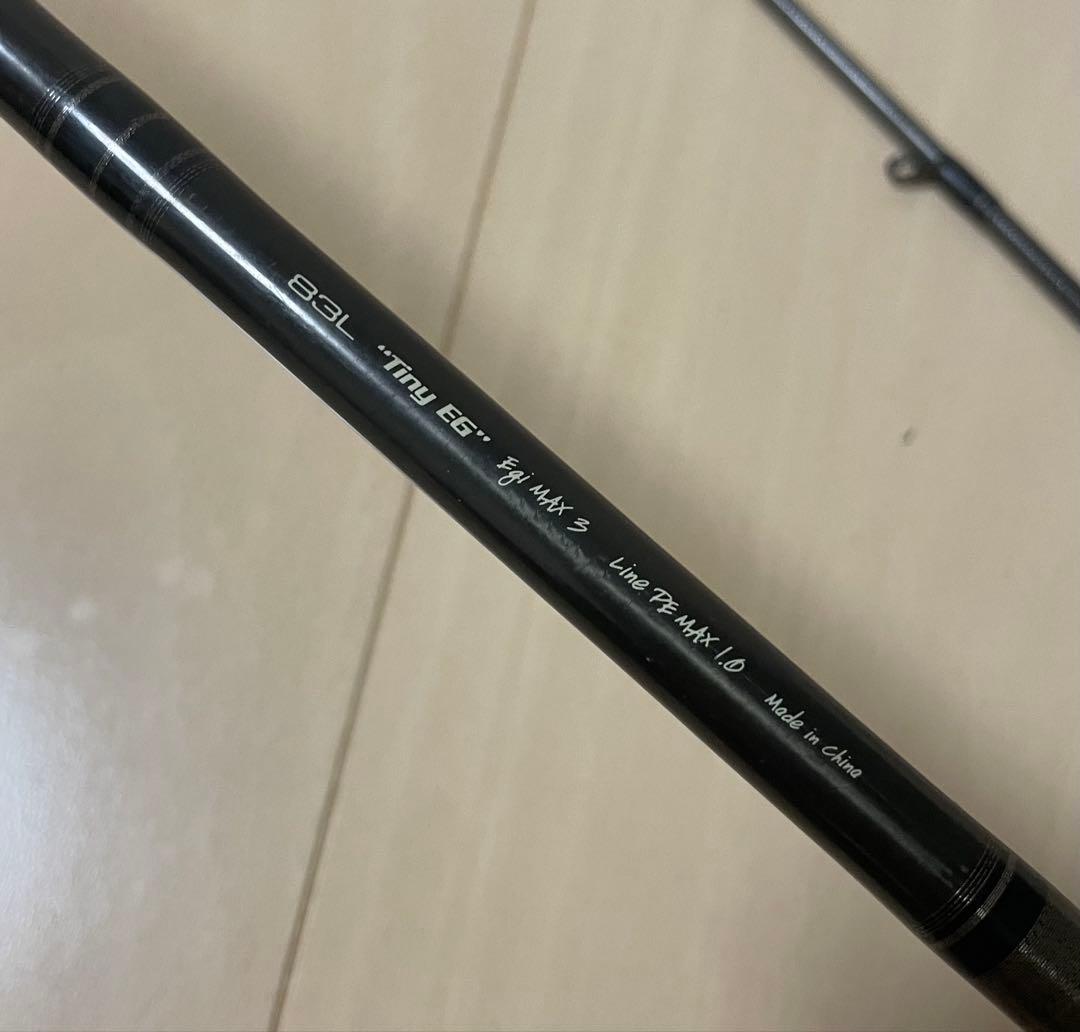 83L "Tiny EG" Egi MAX 3 Line PE MAX 1.0 Made in China